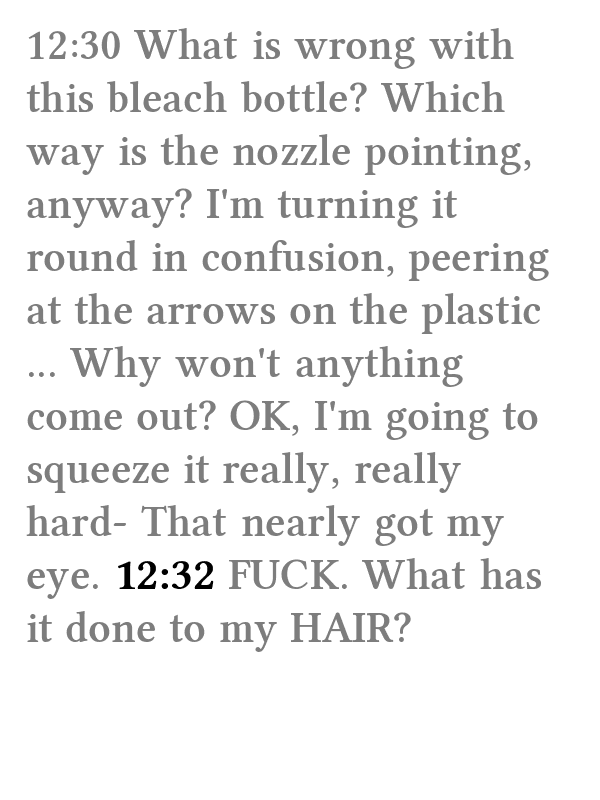 12:30 What is wrong with
this bleach bottle? Which
way is the nozzle pointing,
anyway? I'm turning it
round in confusion, peering
at the arrows on the plastic
... Why won't anything
come out? OK, I'm going to
squeeze it really, really
hard- That nearly got my
eye. 12:32 FUCK. What has
it done to my HAIR?